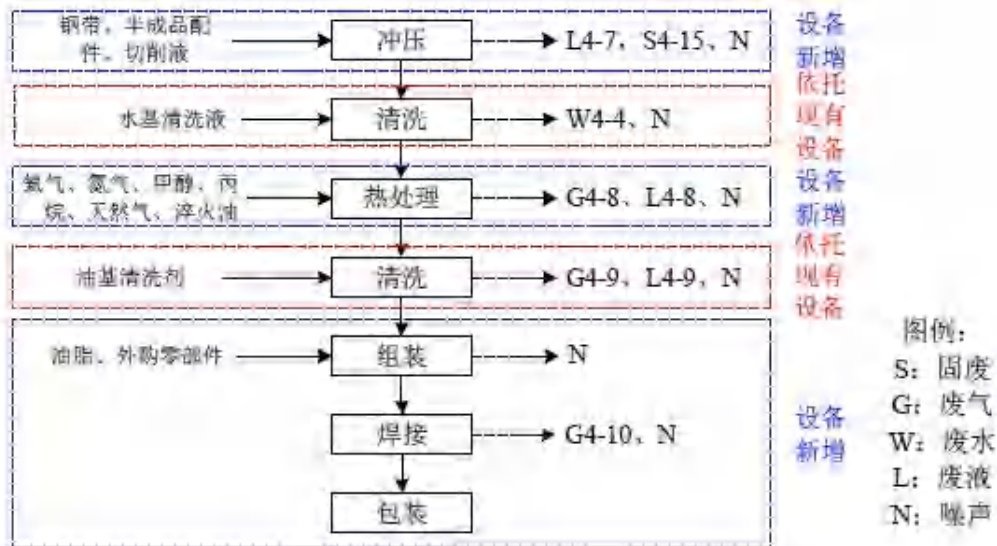 钢带、半成品配
件、切削液
冲压
L4-7、S4-15、N
设备
新增
水基清洗液
清洗
W4-4、N
依托
现有
设备
氨气、氮气、甲醇、丙
烷、天然气、淬火油
热处理
G4-8、L4-8、N
设备
新增
油基清洗剂
清洗
G4-9、L4-9、N
依托
现有
设备
油脂、外购零部件
组装
N
焊接
G4-10、N
包装
设备
新增
图例：
S：固废
G：废气
W：废水
L：废液
N：噪声